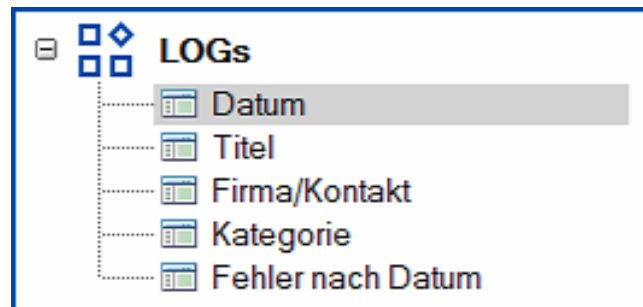 LOGs
Datum
Titel
Firma/Kontakt
Kategorie
Fehler nach Datum